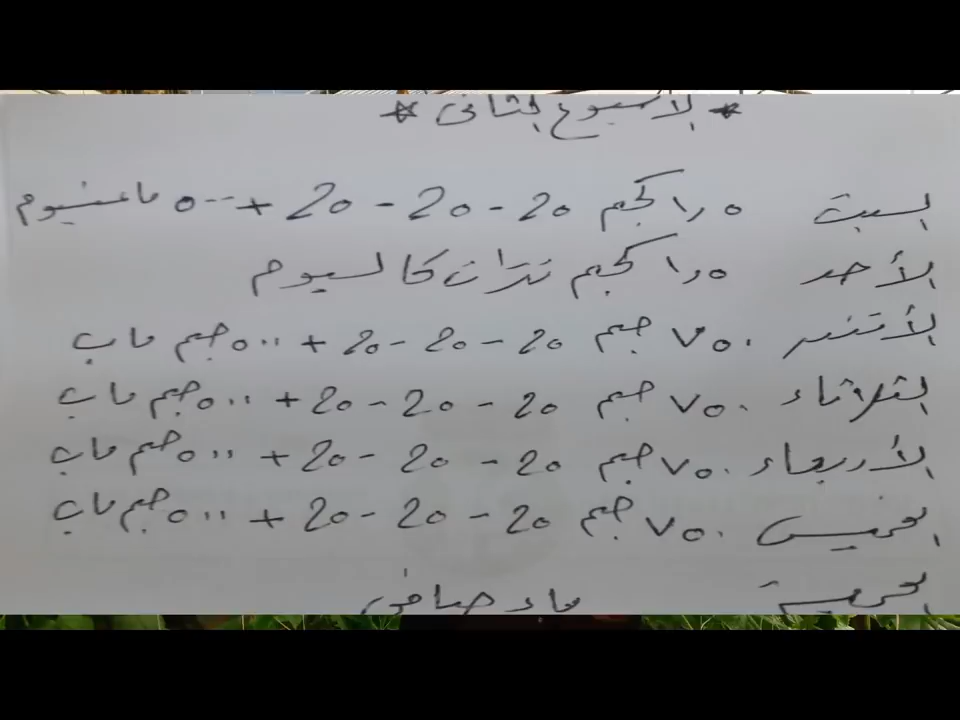 * الأسبوع الثاني *
السبت ١٫٥ كجم 20 - 20 - 20 + ٥٠٠ ماغنسيوم
الأحد ١٫٥ كجم نترات كالسيوم
الأتنين ٧٥٠ جم 20 - 20 - 20 + ٥٠٠ جم ماب
الثلاثاء ٧٥٠ جم 20 - 20 - 20 + ٥٠٠ جم ماب
الأربعاء ٧٥٠ جم 20 - 20 - 20 + ٥٠٠ جم ماب
الخميس ٧٥٠ جم 20 - 20 - 20 + ٥٠٠ جم ماب
الجمعة ماء صافى